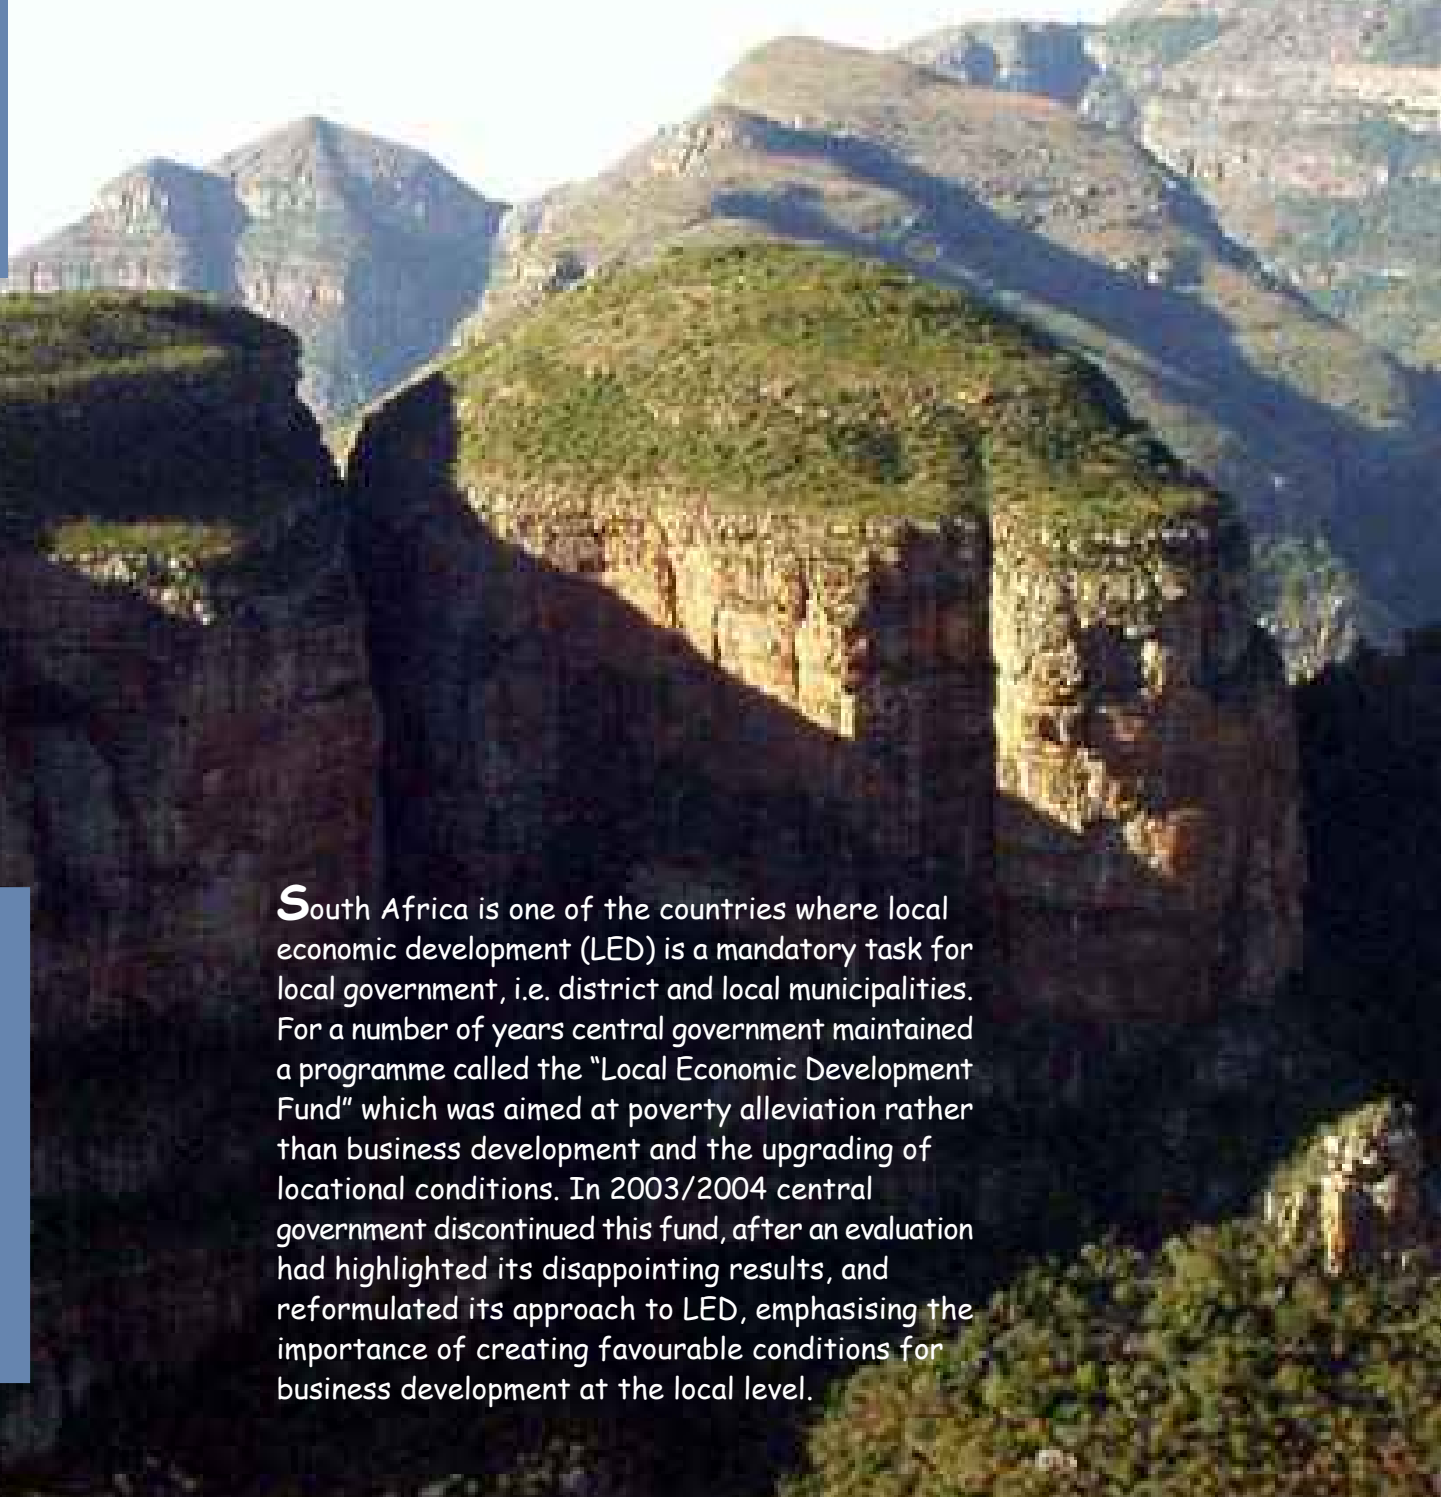 South Africa is one of the countries where local
economic development (LED) is a mandatory task for
local government, i.e. district and local municipalities.
For a number of years central government maintained
a programme called the “Local Economic Development
Fund” which was aimed at poverty alleviation rather
than business development and the upgrading of
locational conditions. In 2003/2004 central
government discontinued this fund, after an evaluation
had highlighted its disappointing results, and
reformulated its approach to LED, emphasising the
importance of creating favourable conditions for
business development at the local level.